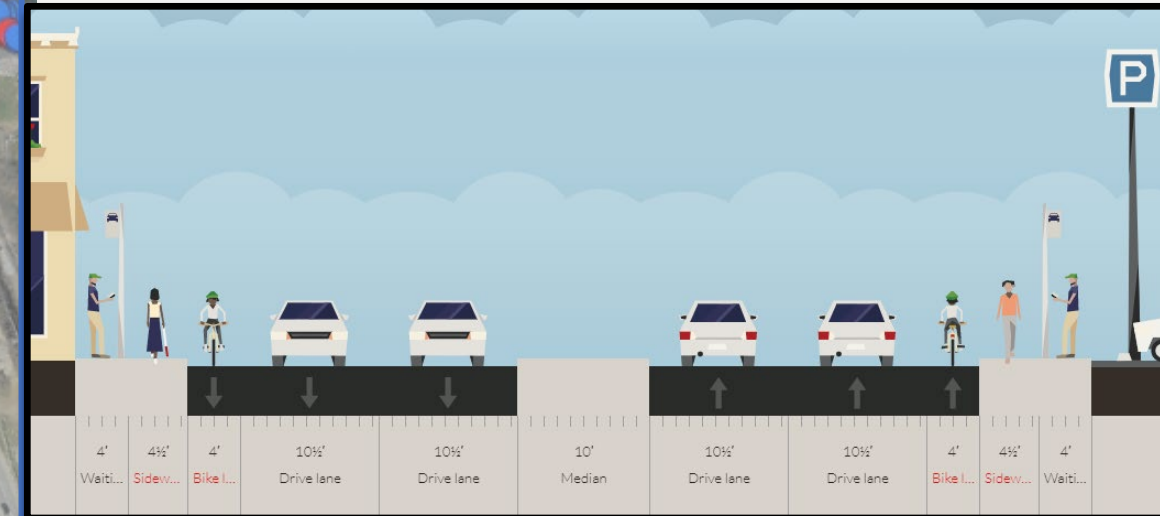 P
4' 4½' 4' 10½' 10½' 10' 10½' 10½' 4' 4½' 4'
Waiti... Sidew... Bike l... Drive lane Drive lane Median Drive lane Drive lane Bike l... Sidew... Waiti...